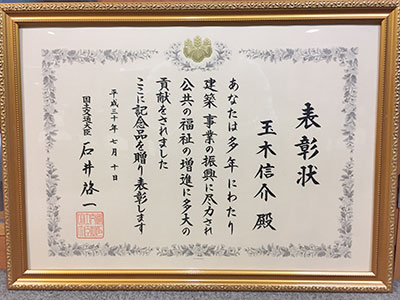 表彰状
玉木信介 殿
あなたは多年にわたり
建築 事業の振興に尽力され
公共の福祉の増進に多大の
貢献をされました
ここに記念品を贈り表彰します
平成三十年七月 十日
国土交通大臣 石井啓一